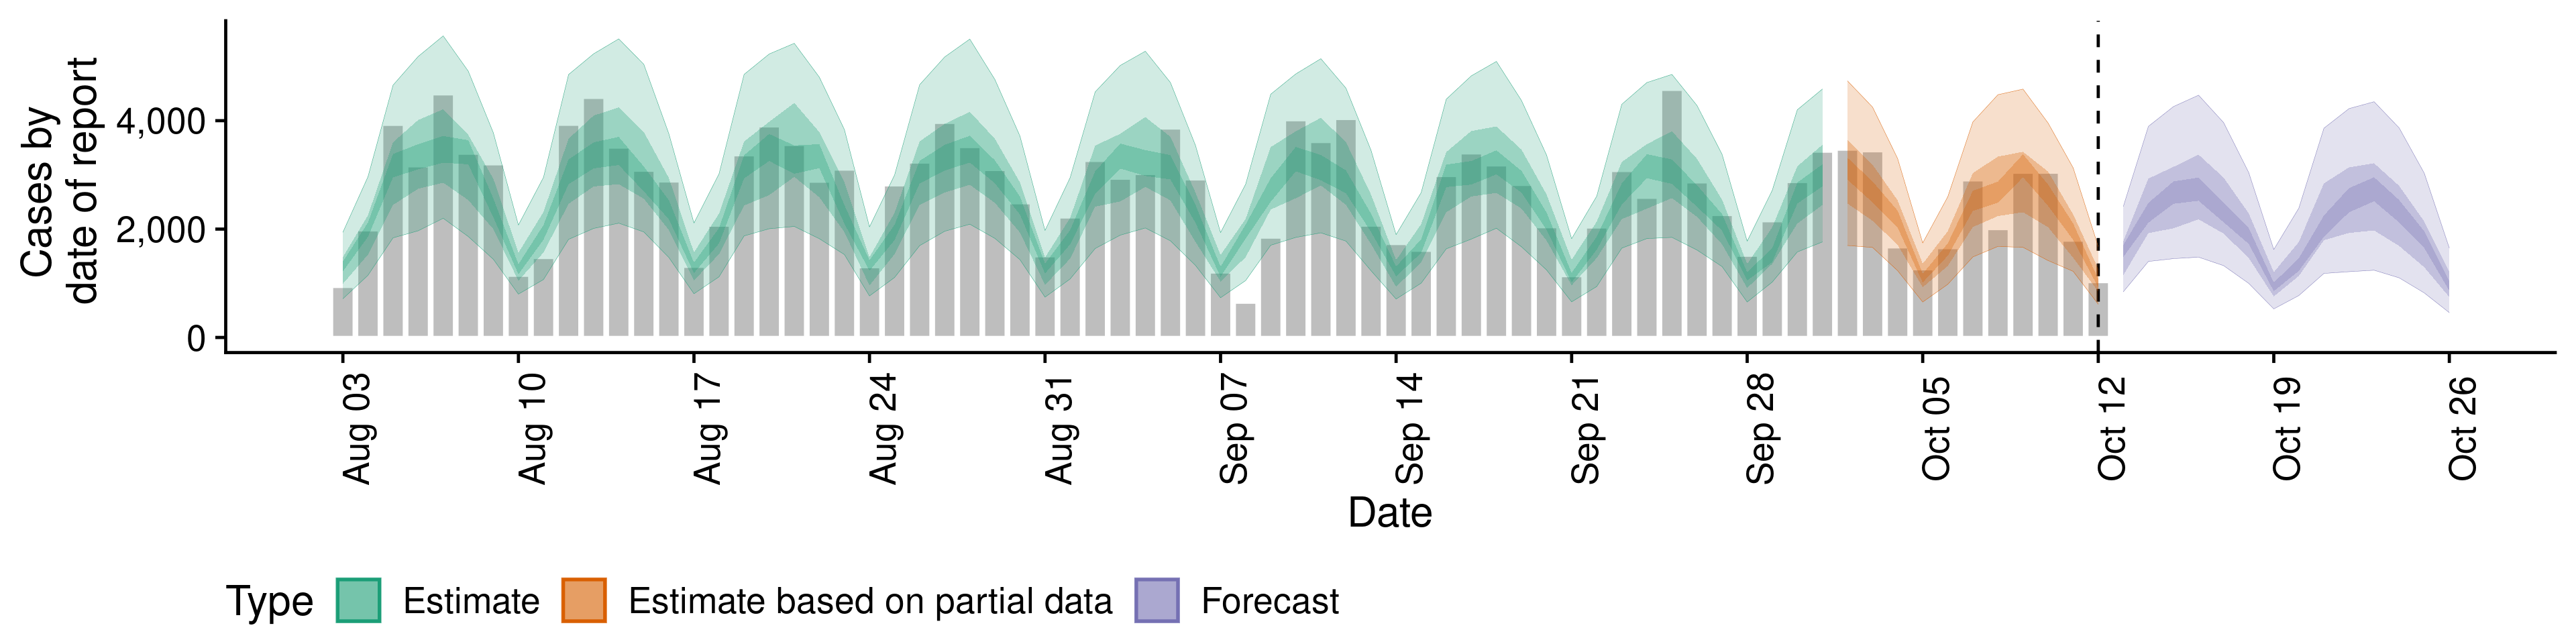 Cases by
date of report
4,000
2,000
0
Aug 03
Aug 10
Aug 17
Aug 24
Aug 31
Sep 07
Sep 14
Sep 21
Sep 28
Oct 05
Oct 12
Oct 19
Oct 26
Date
Type Estimate Estimate based on partial data Forecast